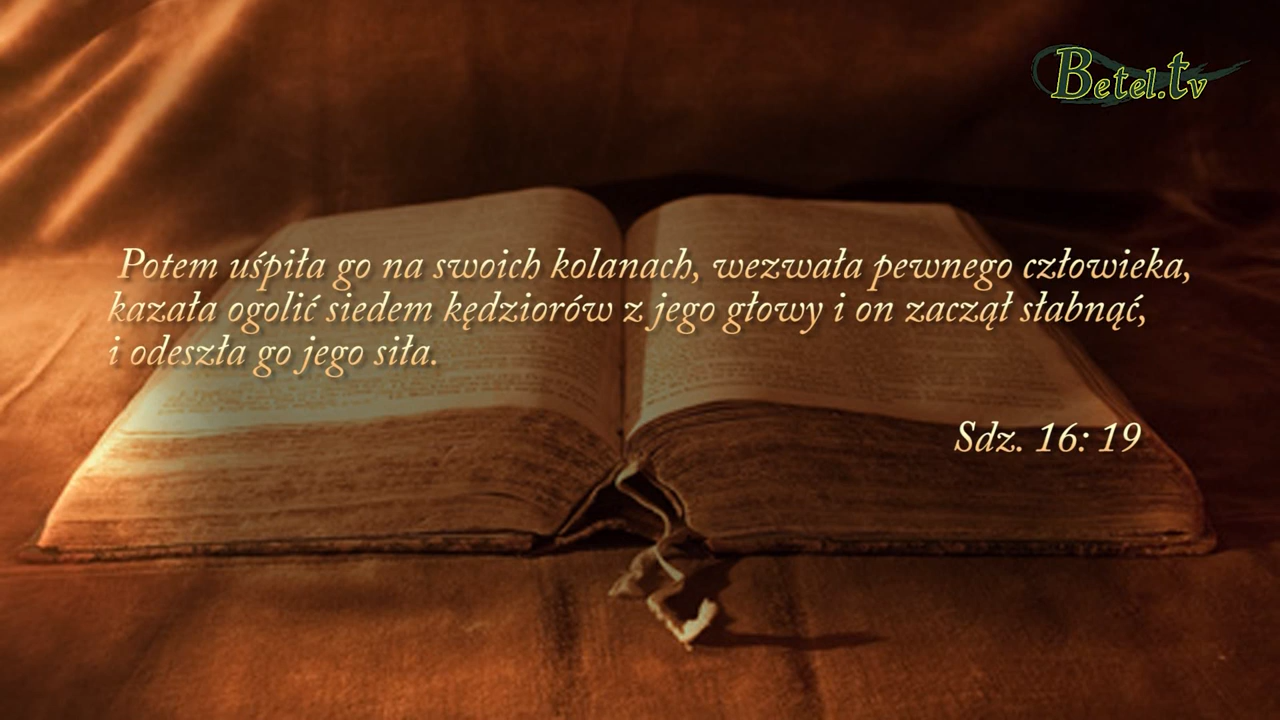 Betel.tv
Potem uśpiła go na swoich kolanach, wezwała pewnego człowieka,
kazała ogolić siedem kędziorów z jego głowy i on zaczął słabnąć,
i odeszła go jego siła.
Sdz. 16: 19